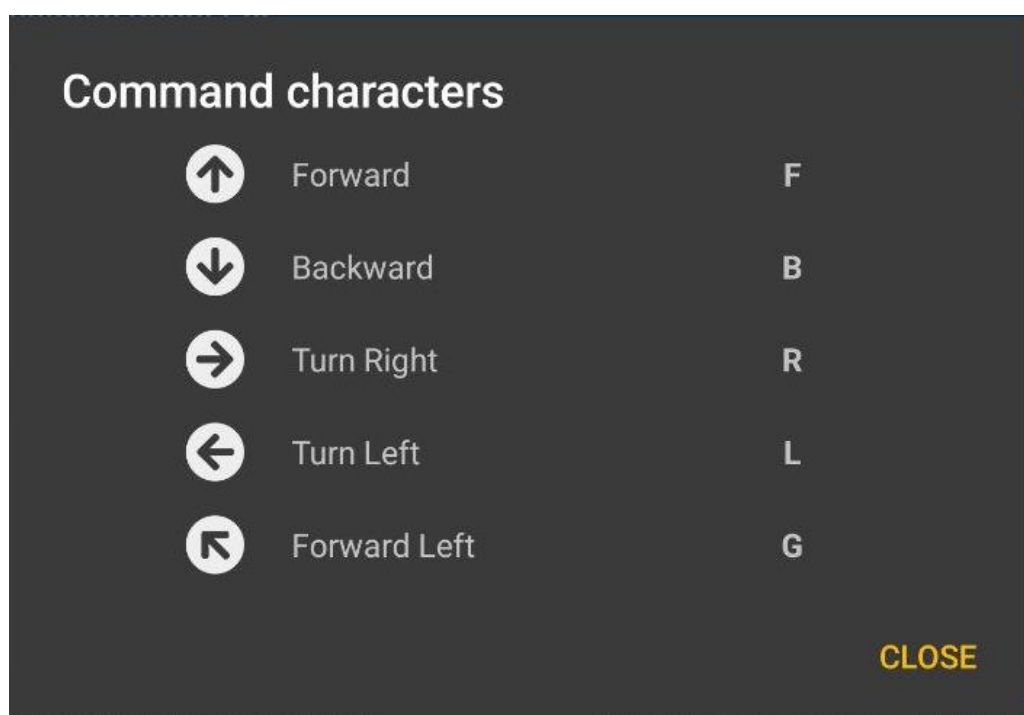 Command characters
Forward F
Backward B
Turn Right R
Turn Left L
Forward Left G
CLOSE